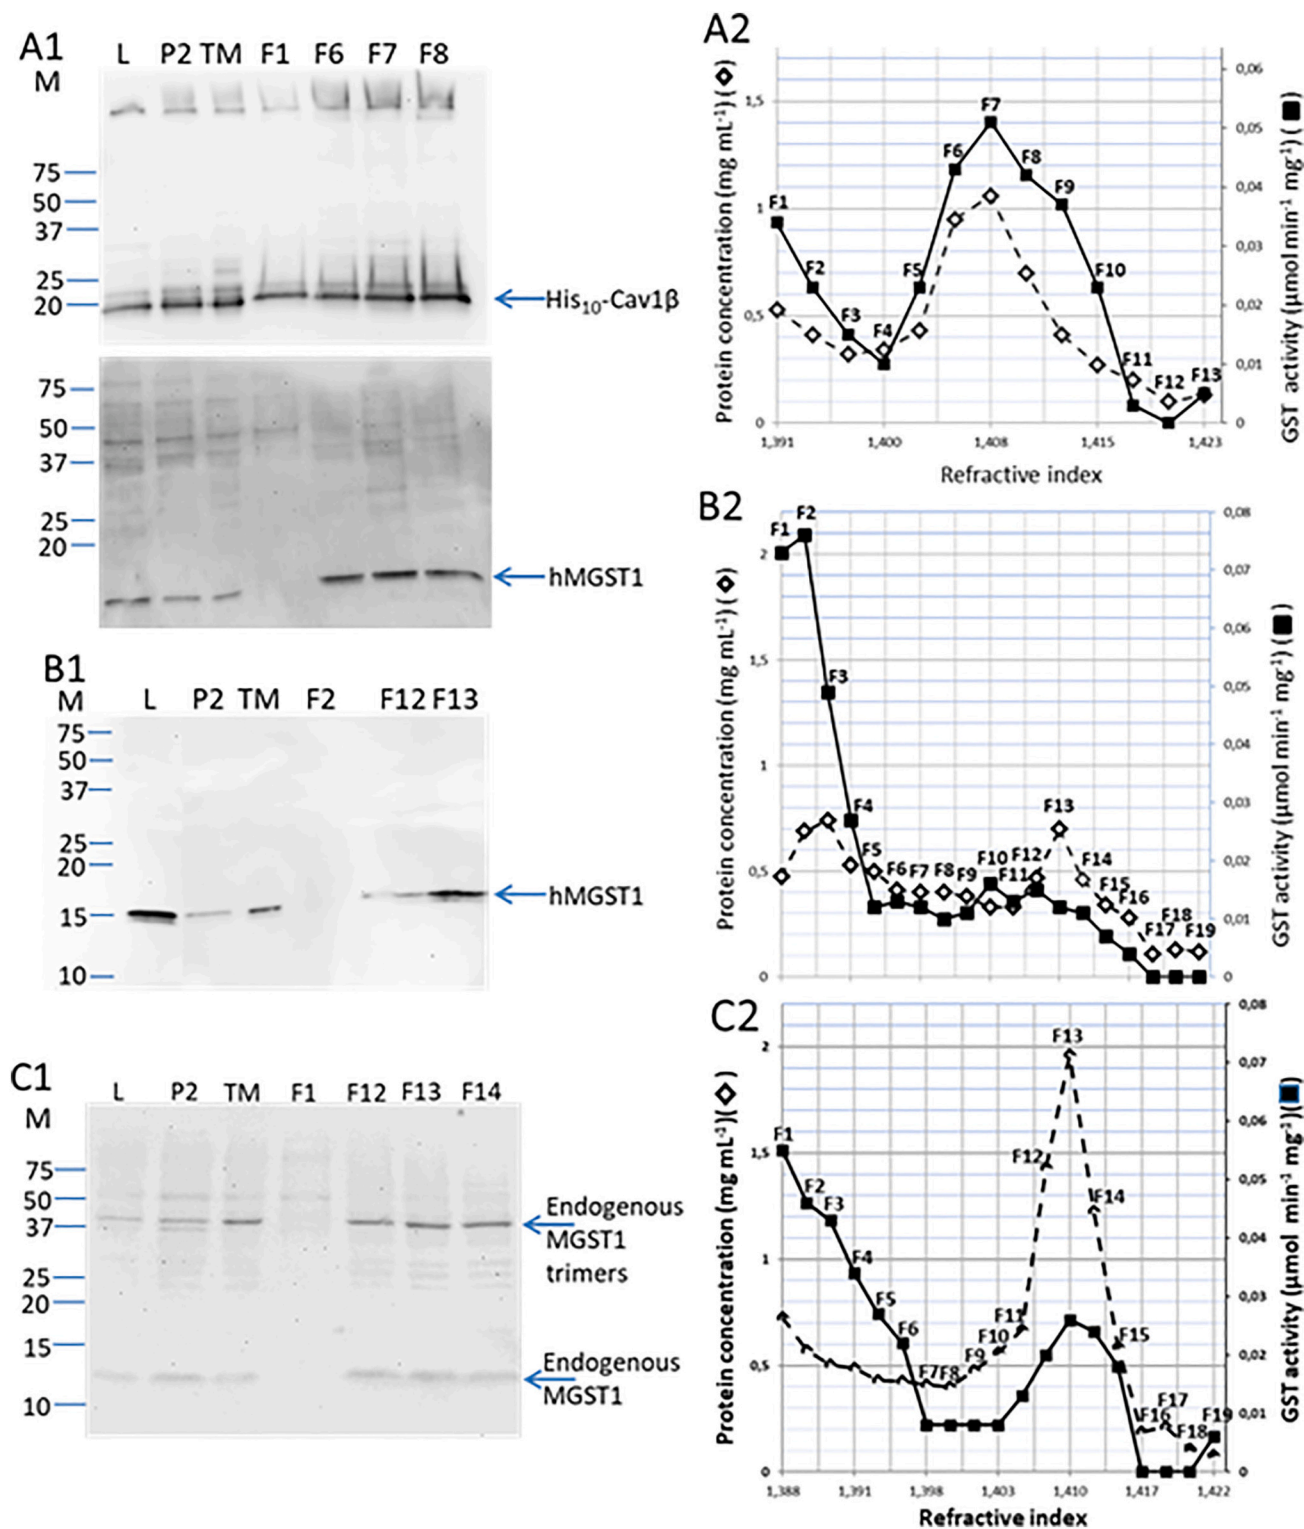 A1
L P2 TM F1 F6 F7 F8
M
75
50
37
25
20
His10-Cav1β
75
50
37
25
20
hMGST1
A2
Protein concentration (mg mL-1) (◇)
1,5
1
0,5
0
F1
F2
F3
F4
F5
F6
F7
F8
F9
F10
F11
F12
F13
0,06
0,05
0,04
0,03
0,02
0,01
0
GST activity (µmol min-1 mg-1) (■)
1,391 1,400 1,408 1,415 1,423
Refractive index
B1
L P2 TM F2 F12 F13
M
75
50
37
25
20
15
10
hMGST1
B2
Protein concentration (mg mL-1) (◇)
2
1,5
1
0,5
0
F1
F2
F3
F4
F5
F6
F7
F8
F9
F10
F11
F12
F13
F14
F15
F16
F17
F18
F19
0,08
0,07
0,06
0,05
0,04
0,03
0,02
0,01
0
GST activity (µmol min-1 mg-1) (■)
C1
L P2 TM F1 F12 F13 F14
M
75
50
37
25
20
15
10
Endogenous
MGST1
trimers
Endogenous
MGST1
C2
Protein concentration (mg mL-1)(◇)
2
1,5
1
0,5
0
F1
F2
F3
F4
F5
F6
F7
F8
F9
F10
F11
F12
F13
F14
F15
F16
F17
F18
F19
0,08
0,07
0,06
0,05
0,04
0,03
0,02
0,01
0
GST activity (µmol min-1 mg-1)(■)
1,388 1,391 1,398 1,403 1,410 1,417 1,422
Refractive index